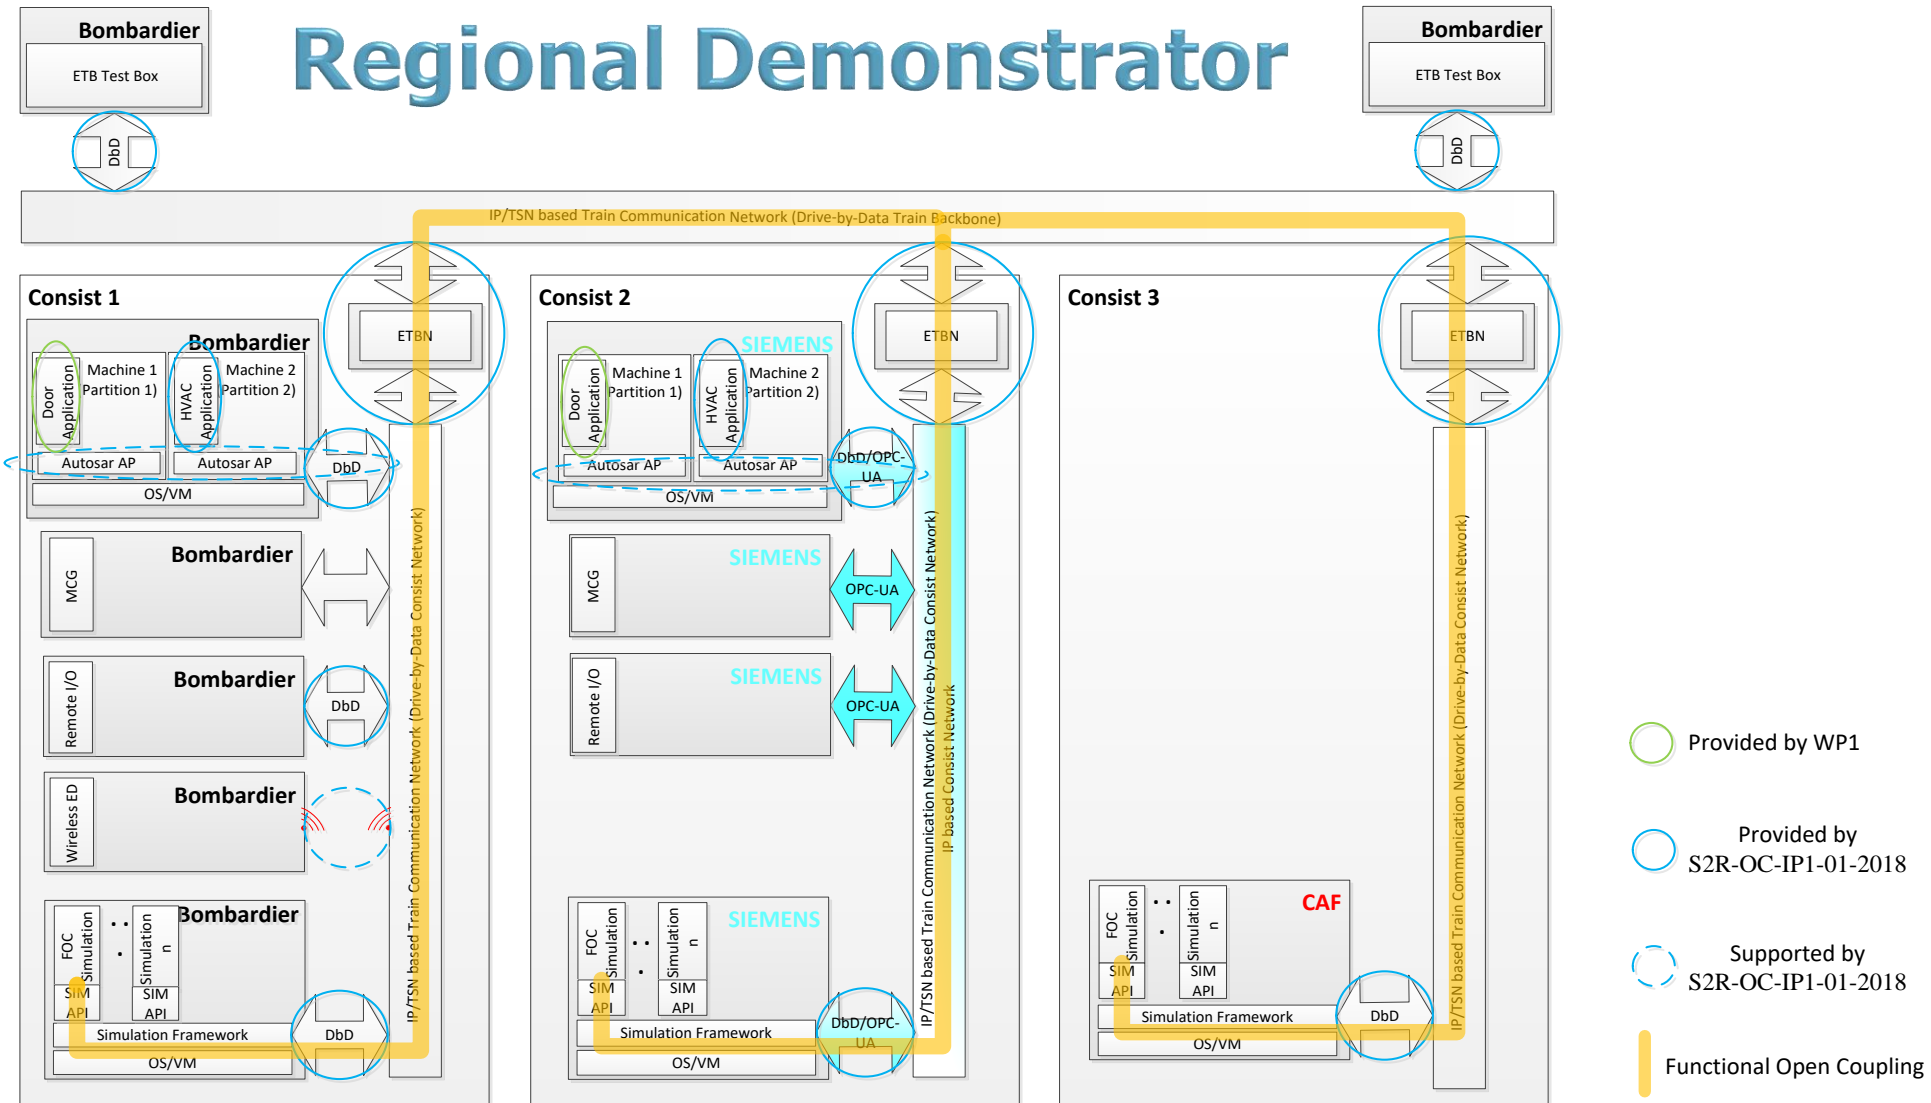 Regional Demonstrator
Bombardier
ETB Test Box
DbD
Bombardier
ETB Test Box
DbD
IP/TSN based Train Communication Network (Drive-by-Data Train Backbone)
Consist 1
ETBN
Bombardier
Door
Application
Machine 1
(Partition 1)
HVAC
Application
Machine 2
(Partition 2)
Autosar AP
Autosar AP
OS/VM
DbD
Bombardier
MCG
Bombardier
Remote I/O
DbD
Bombardier
Wireless ED
Bombardier
FOC
Simulation
. .
.
Simulation
n
SIM
API
SIM
API
Simulation Framework
OS/VM
DbD
IP/TSN based Train Communication Network (Drive-by-Data Consist Network)
Consist 2
ETBN
SIEMENS
Door
Application
Machine 1
Partition 1)
HVAC
Application
Machine 2
Partition 2)
Autosar AP
Autosar AP
OS/VM
DbD/OPC-
UA
SIEMENS
MCG
OPC-UA
SIEMENS
Remote I/O
OPC-UA
SIEMENS
FOC
Simulation
. .
.
Simulation
n
SIM
API
SIM
API
Simulation Framework
OS/VM
DbD/OPC-
UA
IP/TSN based Train Communication Network (Drive-by-Data Consist Network)
IP based Consist Network
Consist 3
ETBN
CAF
FOC
Simulation
. .
.
Simulation
n
SIM
API
SIM
API
Simulation Framework
OS/VM
DbD
IP/TSN based Train Communication Network (Drive-by-Data Consist Network)
Provided by WP1
Provided by
S2R-OC-IP1-01-2018
Supported by
S2R-OC-IP1-01-2018
Functional Open Coupling